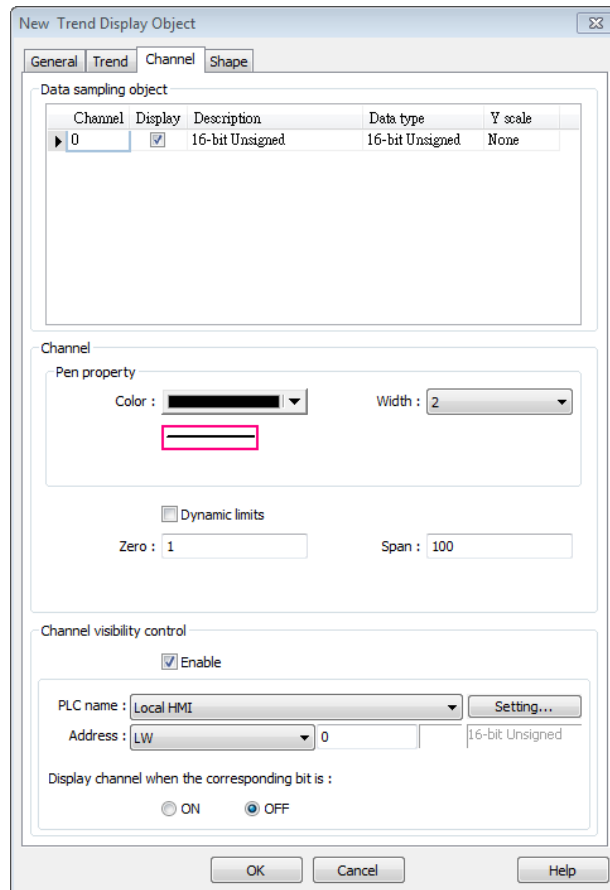 New Trend Display Object
General Trend Channel Shape
Data sampling object
Channel Display Description Data type Y scale
0 16-bit Unsigned 16-bit Unsigned None
Channel
Pen property
Color : Width : 2
Dynamic limits
Zero : 1 Span : 100
Channel visibility control
Enable
PLC name : Local HMI Setting...
Address : LW 0 16-bit Unsigned
Display channel when the corresponding bit is :
ON OFF
OK Cancel Help